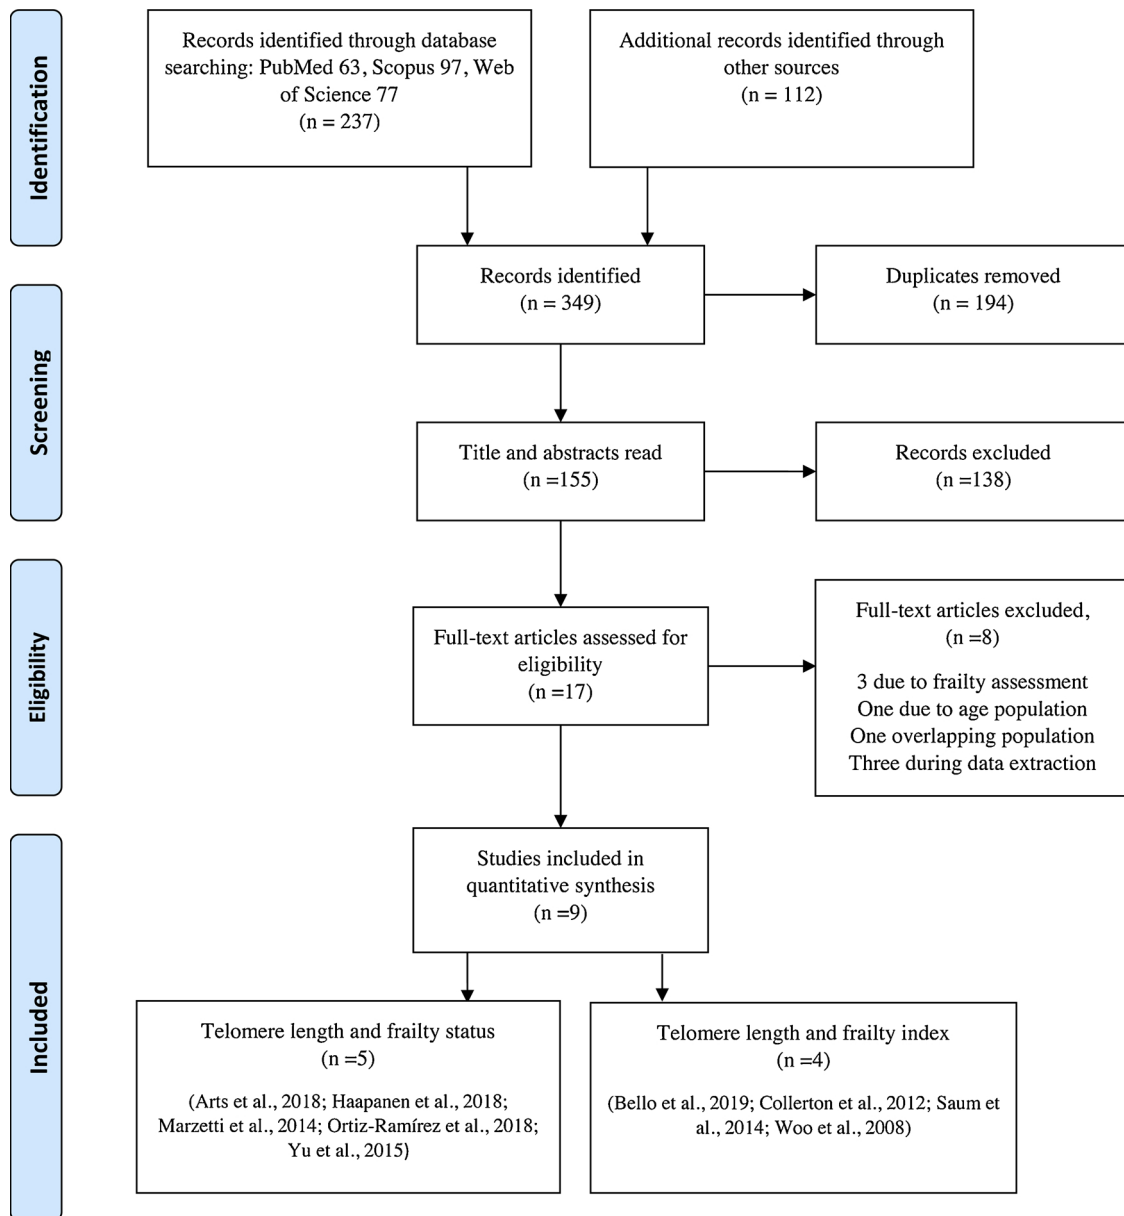 Identification
Records identified through database
searching: PubMed 63, Scopus 97, Web
of Science 77
(n = 237)
Additional records identified through
other sources
(n = 112)
Screening
Records identified
(n = 349)
Duplicates removed
(n = 194)
Title and abstracts read
(n =155)
Records excluded
(n =138)
Eligibility
Full-text articles assessed for
eligibility
(n =17)
Full-text articles excluded,
(n =8)
3 due to frailty assessment
One due to age population
One overlapping population
Three during data extraction
Included
Studies included in
quantitative synthesis
(n =9)
Telomere length and frailty status
(n =5)
(Arts et al., 2018; Haapanen et al., 2018;
Marzetti et al., 2014; Ortiz-Ramírez et al., 2018;
Yu et al., 2015)
Telomere length and frailty index
(n =4)
(Bello et al., 2019; Collerton et al., 2012; Saum et
al., 2014; Woo et al., 2008)